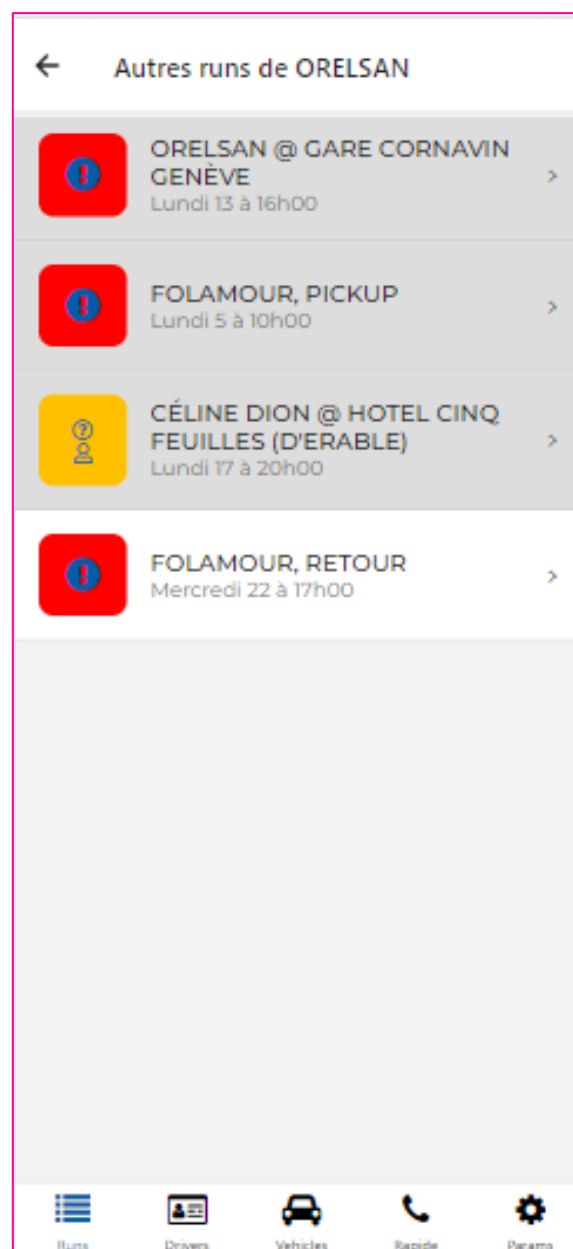 Autres runs de ORELSAN
ORELSAN @ GARE CORNAVIN
GENÈVE
Lundi 13 à 16h00
FOLAMOUR, PICKUP
Lundi 5 à 10h00
CÉLINE DION @ HOTEL CINQ
FEUILLES (D'ERABLE)
Lundi 17 à 20h00
FOLAMOUR, RETOUR
Mercredi 22 à 17h00
Runs Drivers Vehicles Rapide Params